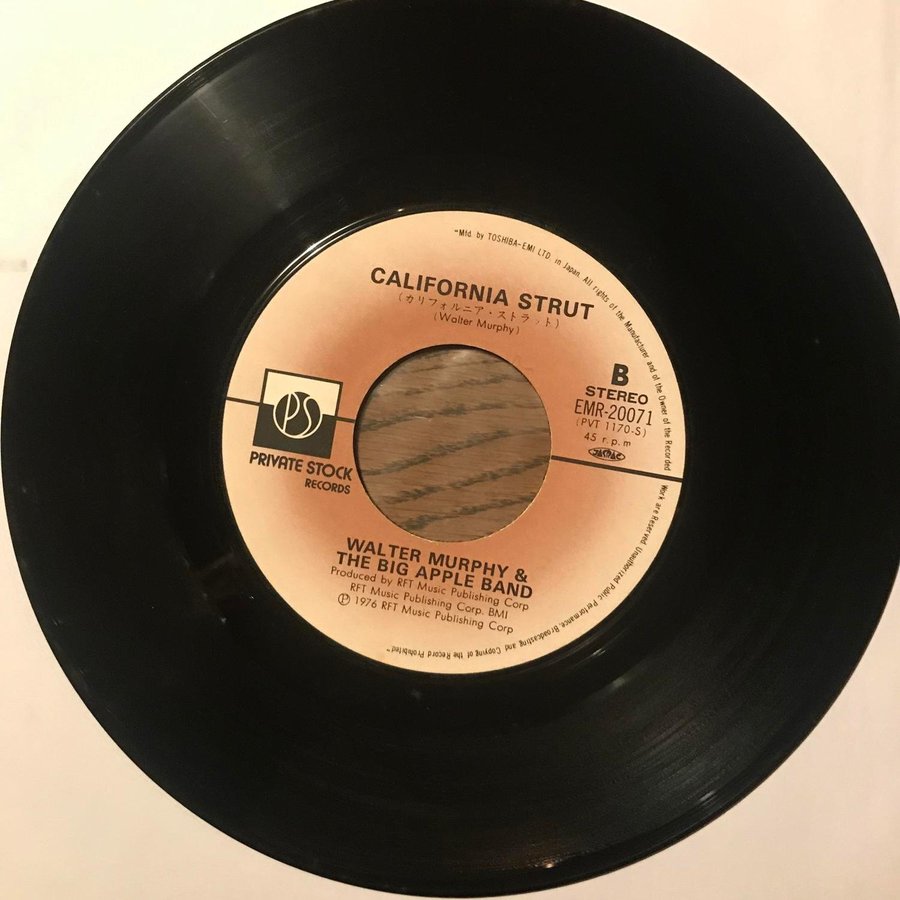 "Mfd. by TOSHIBA-EMI LTD. in Japan. All rights of the Manufacturer and of the Owner of the Recorded Work are Reserved. Unauthorized Public Performance, Broadcasting and Copying of the Record Prohibited"
CALIFORNIA STRUT
(カリフォルニア・ストラット)
(Walter Murphy)
B
STEREO
EMR-20071
(PVT 1170-S)
45 r.p.m
JASRAC
PS
PRIVATE STOCK
RECORDS
WALTER MURPHY &
THE BIG APPLE BAND
Produced by RFT Music Publishing Corp
RFT Music Publishing Corp. BMI
Ⓟ 1976 RFT Music Publishing Corp